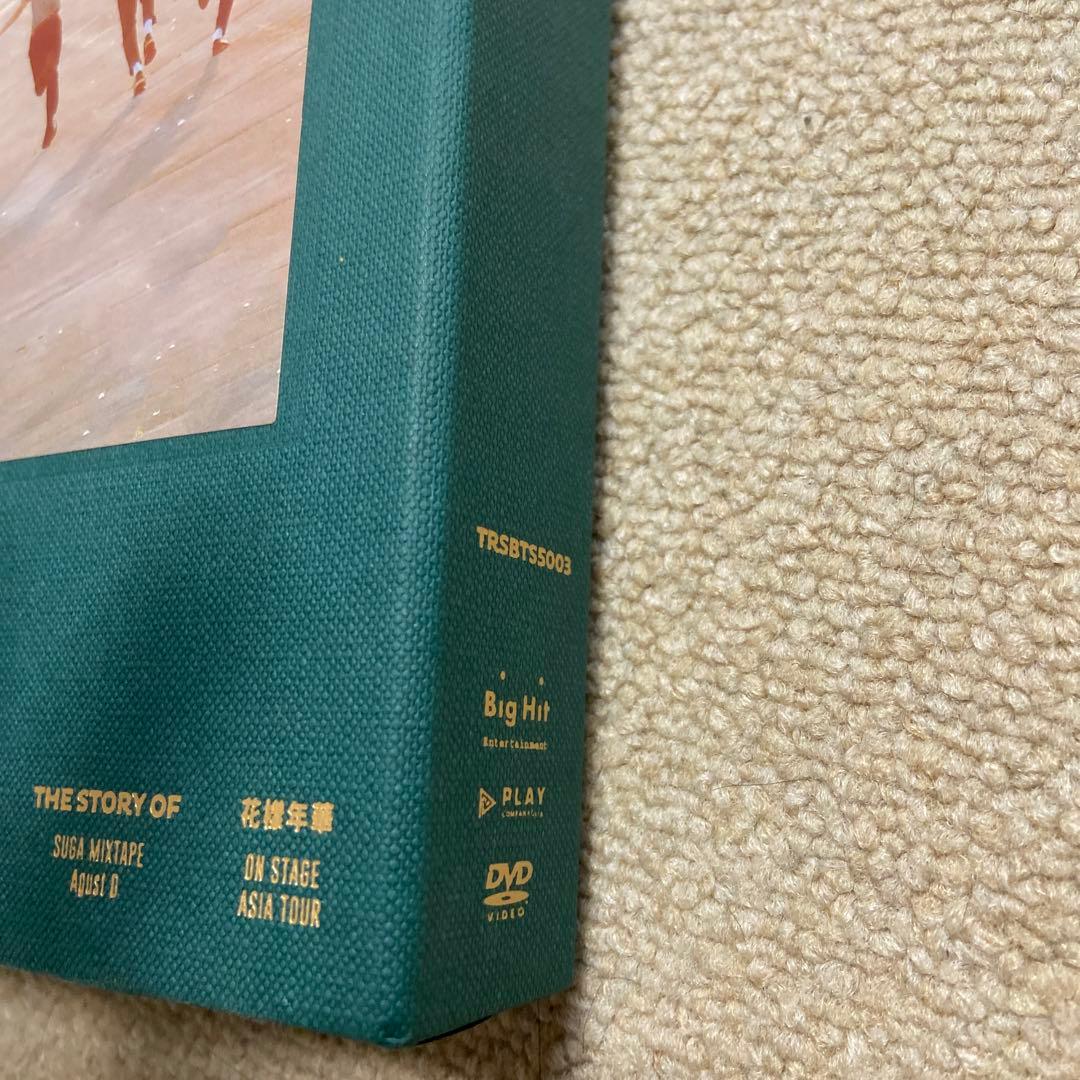 TRSBTS5003
Big Hit
Entertainment
PLAY
DVD
VIDEO
THE STORY OF
SUGA MIXTAPE
Agust D
花樣年華
ON STAGE
ASIA TOUR